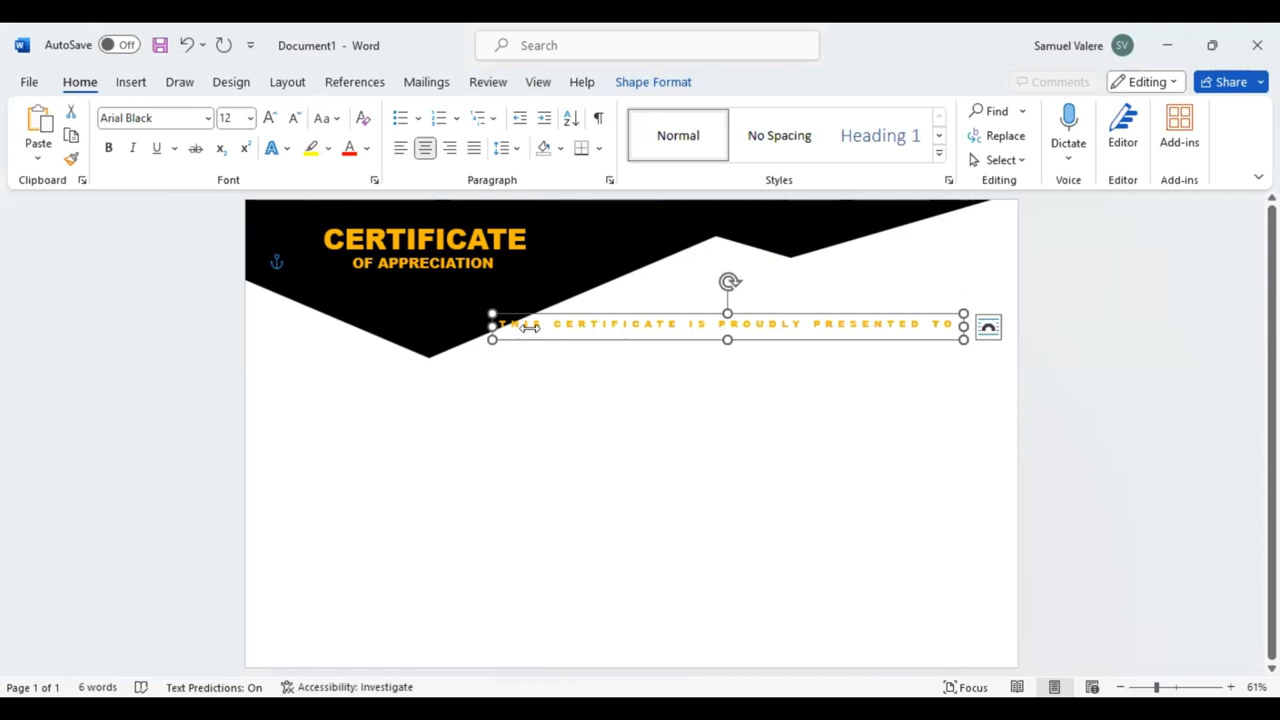 AutoSave Off Document1 - Word Search Samuel Valere SV
File Home Insert Draw Design Layout References Mailings Review View Help Shape Format Comments Editing Share
Paste Arial Black 12 Aa Normal No Spacing Heading 1 Find Replace Select Dictate Editor Add-ins
Clipboard Font Paragraph Styles Editing Voice Editor Add-ins
CERTIFICATE
OF APPRECIATION
THIS CERTIFICATE IS PROUDLY PRESENTED TO
Page 1 of 1 6 words Text Predictions: On Accessibility: Investigate Focus 61%